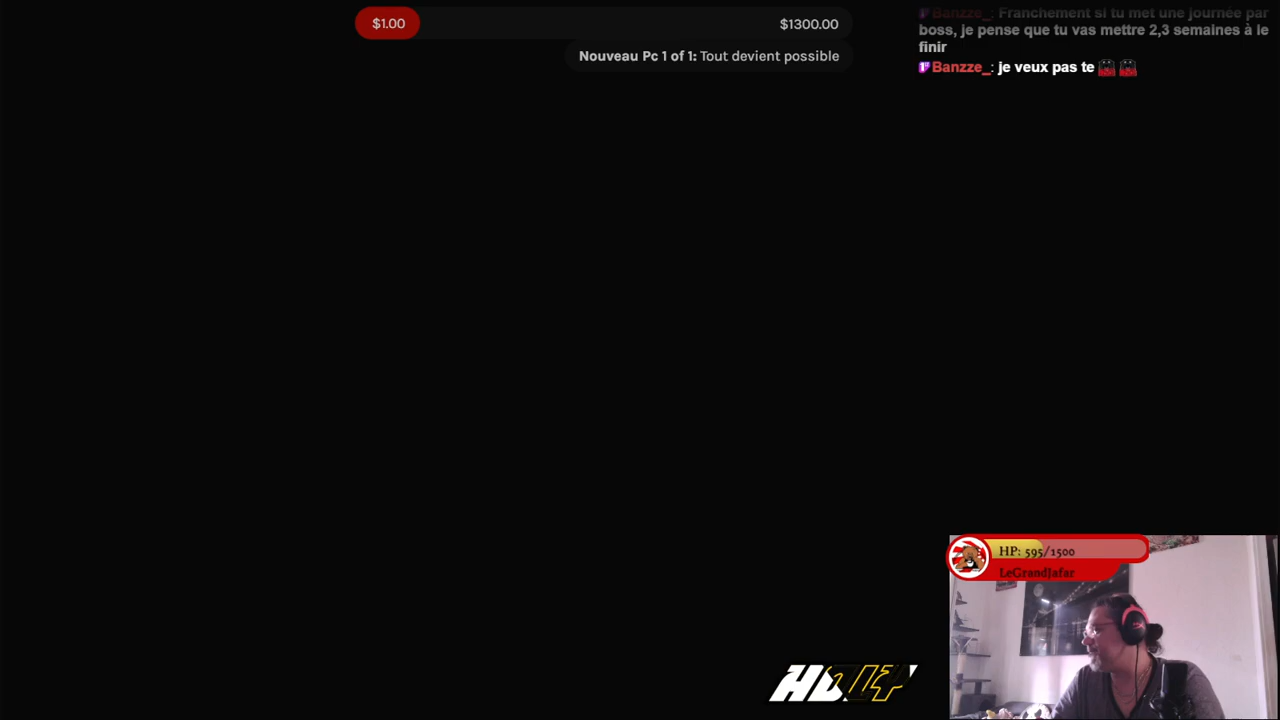 $1.00
$1300.00
Nouveau Pc 1 of 1: Tout devient possible
Banzze_: Franchement si tu met une journée par
boss, je pense que tu vas mettre 2,3 semaines à le
finir
Banzze_: je veux pas te
HP: 595/1500
LeGrandJafar